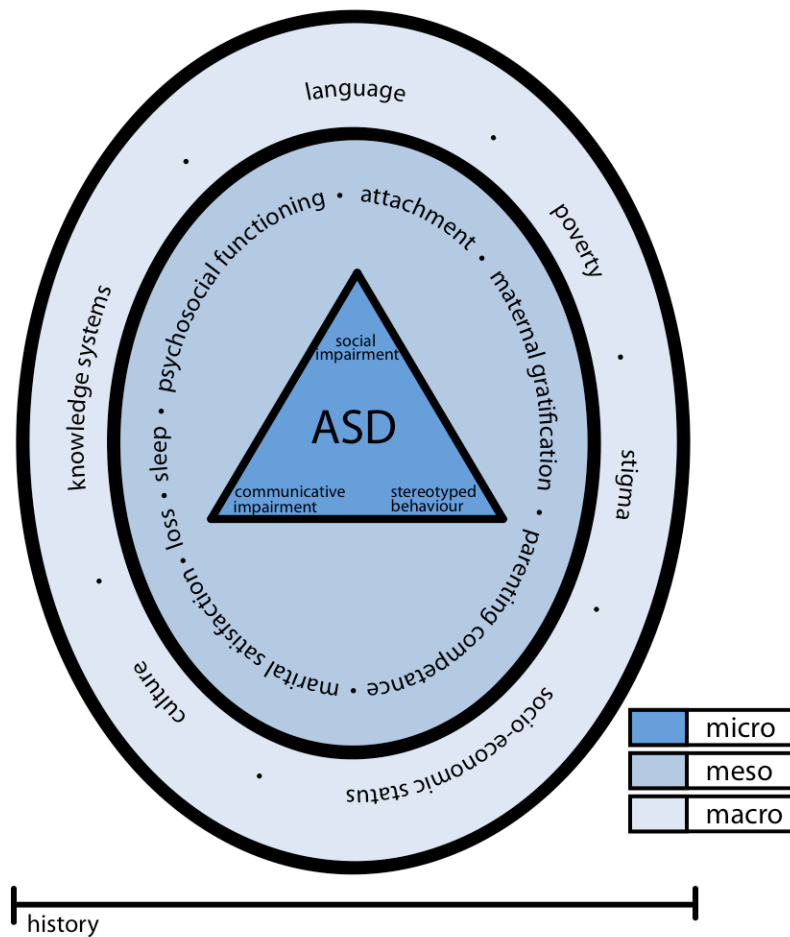 language
poverty
stigma
socio-economic status
culture
knowledge systems
psychosocial functioning • attachment • maternal gratification • parenting competance • marital satisfaction • loss • sleep •
social
impairment
ASD
communicative
impairment
stereotyped
behaviour
micro
meso
macro
history